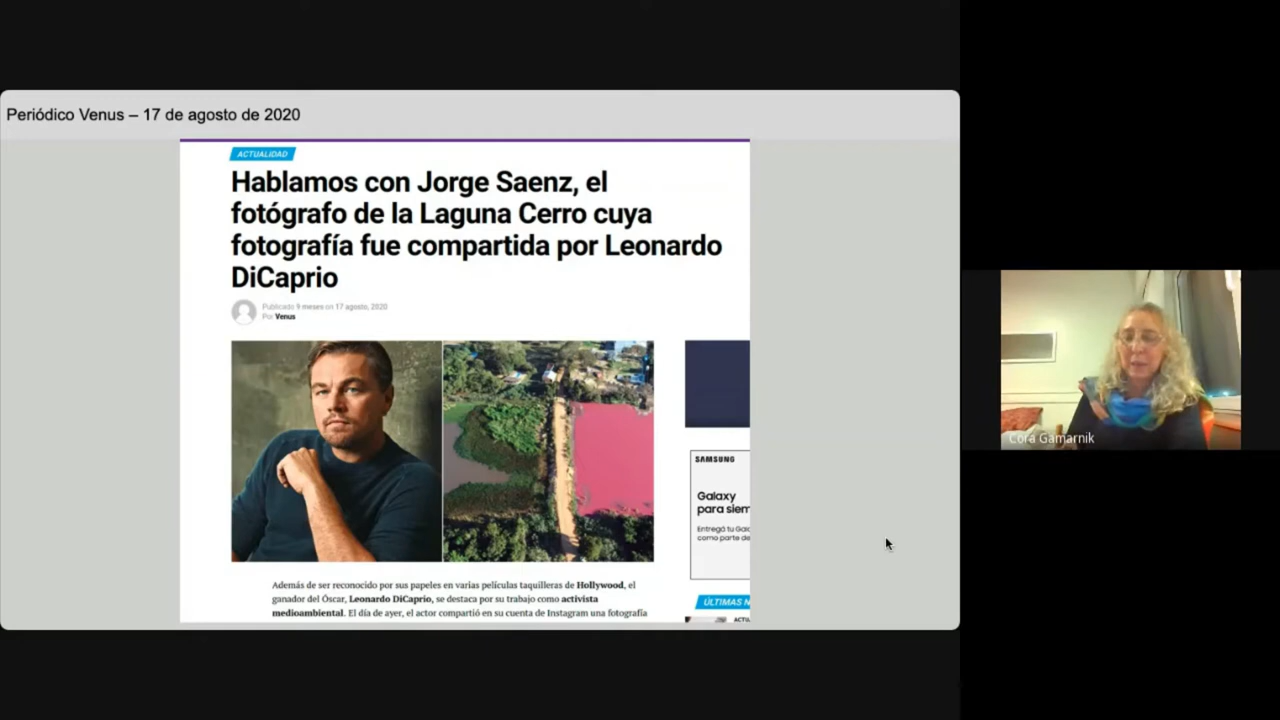 Periódico Venus – 17 de agosto de 2020
ACTUALIDAD
Hablamos con Jorge Saenz, el
fotógrafo de la Laguna Cerro cuya
fotografía fue compartida por Leonardo
DiCaprio
Publicado 9 meses on 17 agosto, 2020
Por Venus
SAMSUNG
Galaxy
para siem
Entregá tu Gala
como parte de
Además de ser reconocido por sus papeles en varias películas taquilleras de Hollywood, el
ganador del Óscar, Leonardo DiCaprio, se destaca por su trabajo como activista
medioambiental. El día de ayer, el actor compartió en su cuenta de Instagram una fotografía
ÚLTIMAS N
ACTU
Cora Gamarnik